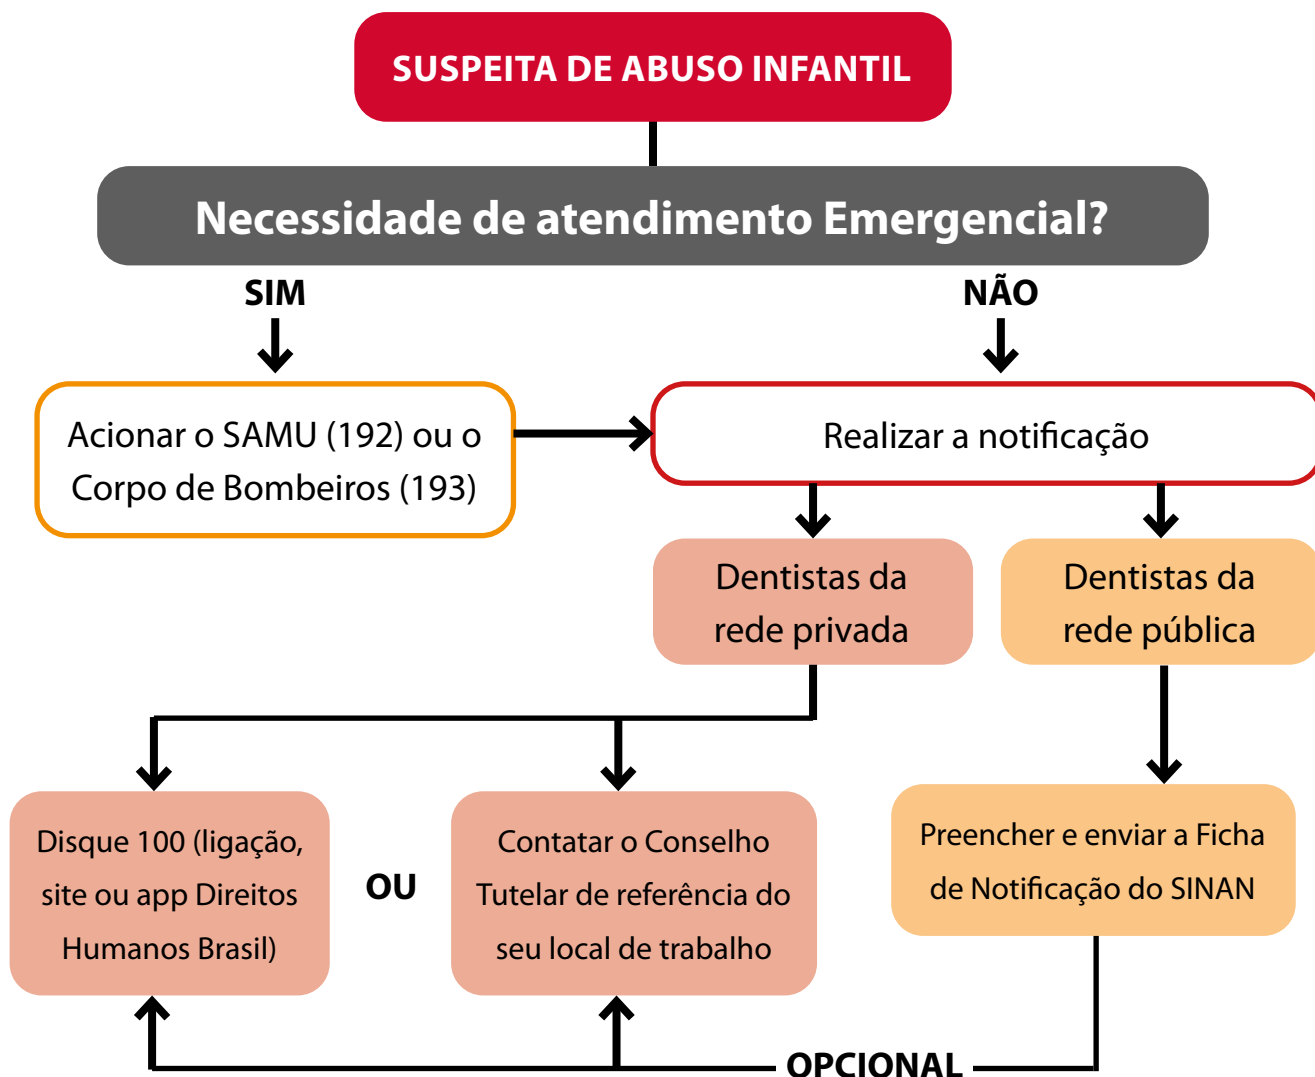 SUSPEITA DE ABUSO INFANTIL
Necessidade de atendimento Emergencial?
SIM
NÃO
Acionar o SAMU (192) ou o
Corpo de Bombeiros (193)
Realizar a notificação
Dentistas da
rede privada
Dentistas da
rede pública
Disque 100 (ligação,
site ou app Direitos
Humanos Brasil)
OU
Contatar o Conselho
Tutelar de referência do
seu local de trabalho
Preencher e enviar a Ficha
de Notificação do SINAN
OPCIONAL